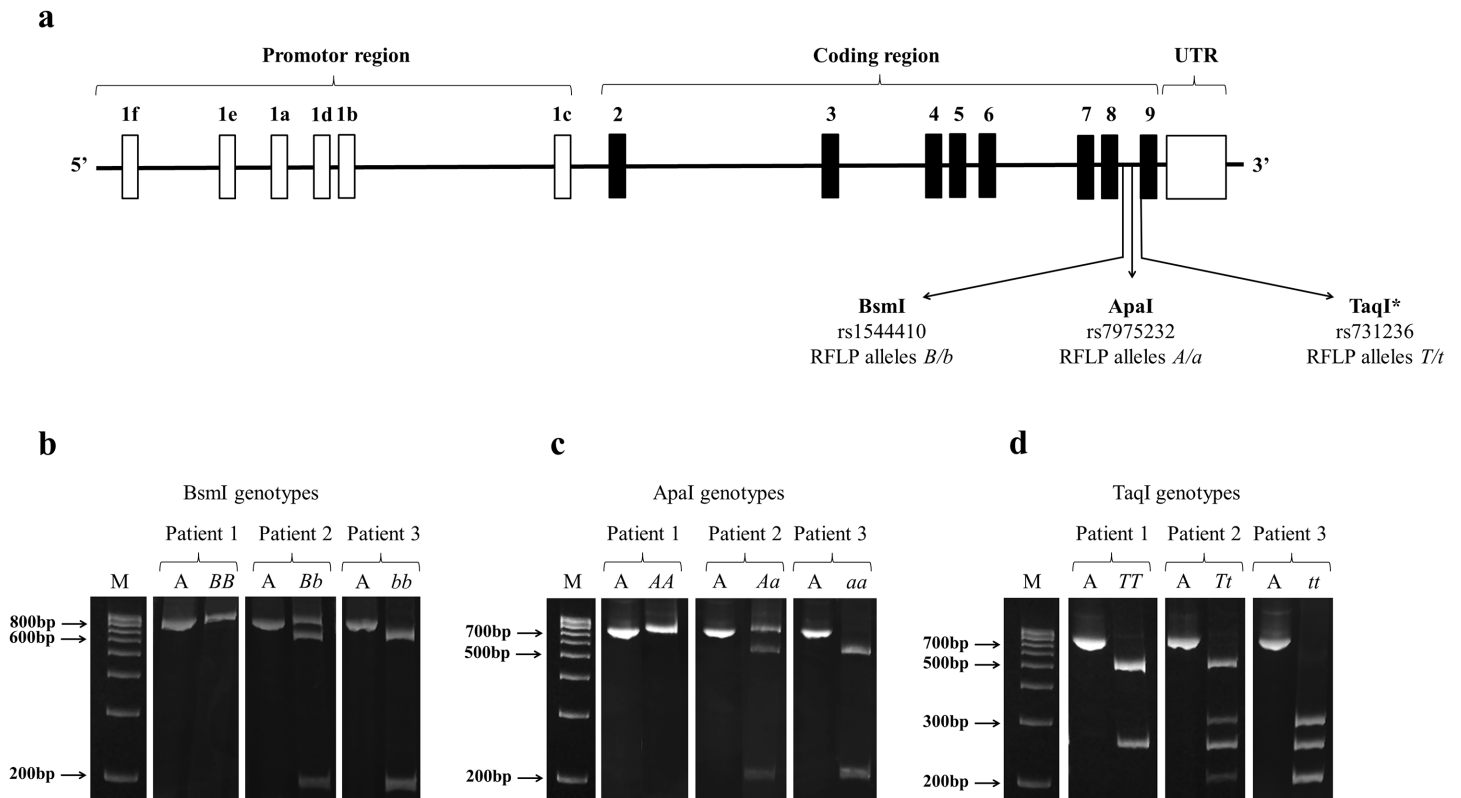 a
Promotor region Coding region UTR
1f 1e 1a 1d 1b 1c 2 3 4 5 6 7 8 9
5’ 3’
BsmI ApaI TaqI*
rs1544410 rs7975232 rs731236
RFLP alleles B/b RFLP alleles A/a RFLP alleles T/t
b
BsmI genotypes
Patient 1 Patient 2 Patient 3
M A BB A Bb A bb
800bp
600bp
200bp
c
ApaI genotypes
Patient 1 Patient 2 Patient 3
M A AA A Aa A aa
700bp
500bp
200bp
d
TaqI genotypes
Patient 1 Patient 2 Patient 3
M A TT A Tt A tt
700bp
500bp
300bp
200bp